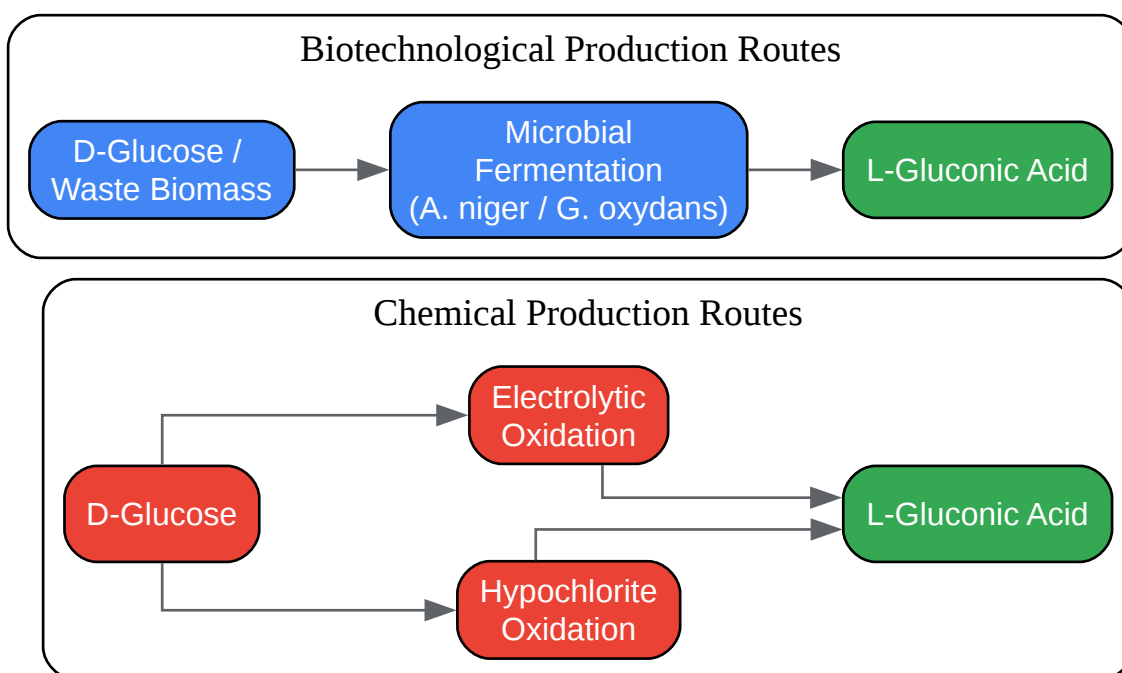 Biotechnological Production Routes
D-Glucose /
Waste Biomass
Microbial
Fermentation
(A. niger / G. oxydans)
L-Gluconic Acid
Chemical Production Routes
D-Glucose
Electrolytic
Oxidation
Hypochlorite
Oxidation
L-Gluconic Acid